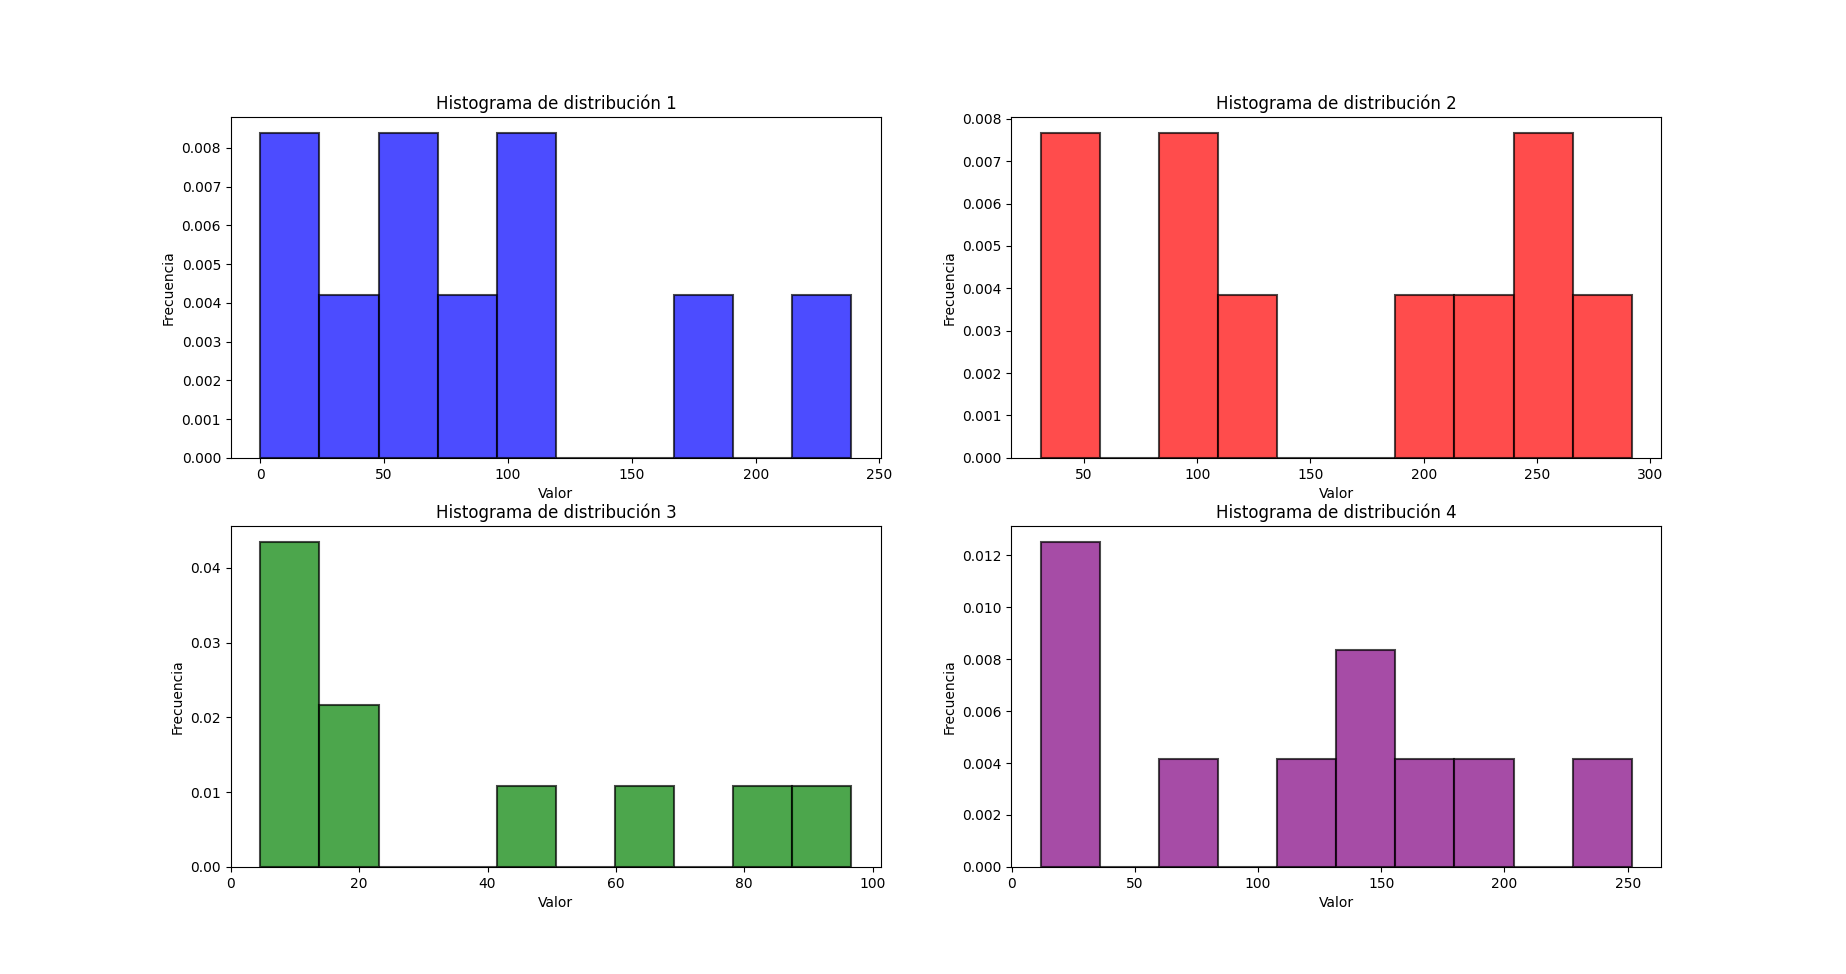 Histograma de distribución 1
0.008
0.007
0.006
0.005
0.004
0.003
0.002
0.001
0.000
Frecuencia
0 50 100 150 200 250
Valor
Histograma de distribución 2
0.008
0.007
0.006
0.005
0.004
0.003
0.002
0.001
0.000
Frecuencia
50 100 150 200 250 300
Valor
Histograma de distribución 3
0.04
0.03
0.02
0.01
0.00
Frecuencia
0 20 40 60 80 100
Valor
Histograma de distribución 4
0.012
0.010
0.008
0.006
0.004
0.002
0.000
Frecuencia
0 50 100 150 200 250
Valor